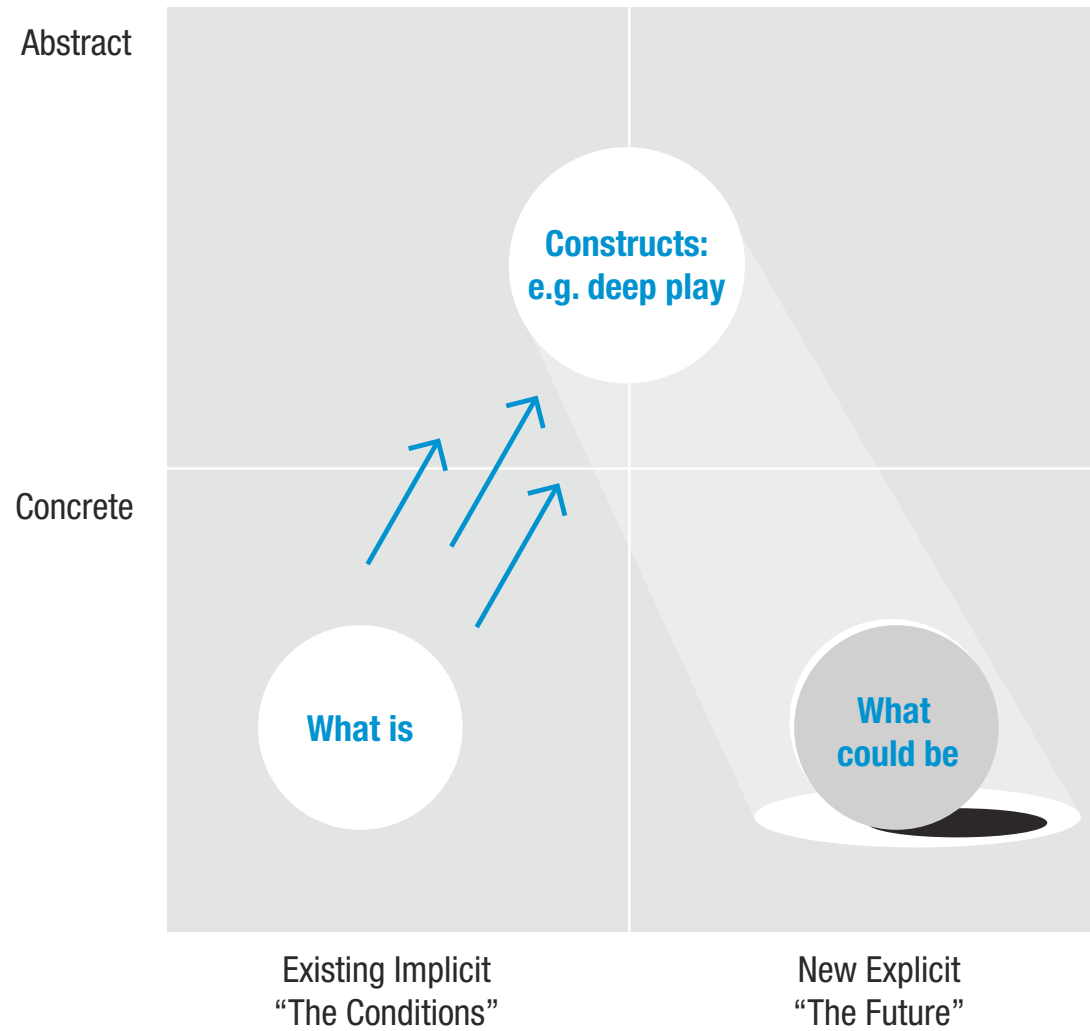 Abstract
Constructs:
e.g. deep play
Concrete
What is
What
could be
Existing Implicit
“The Conditions”
New Explicit
“The Future”